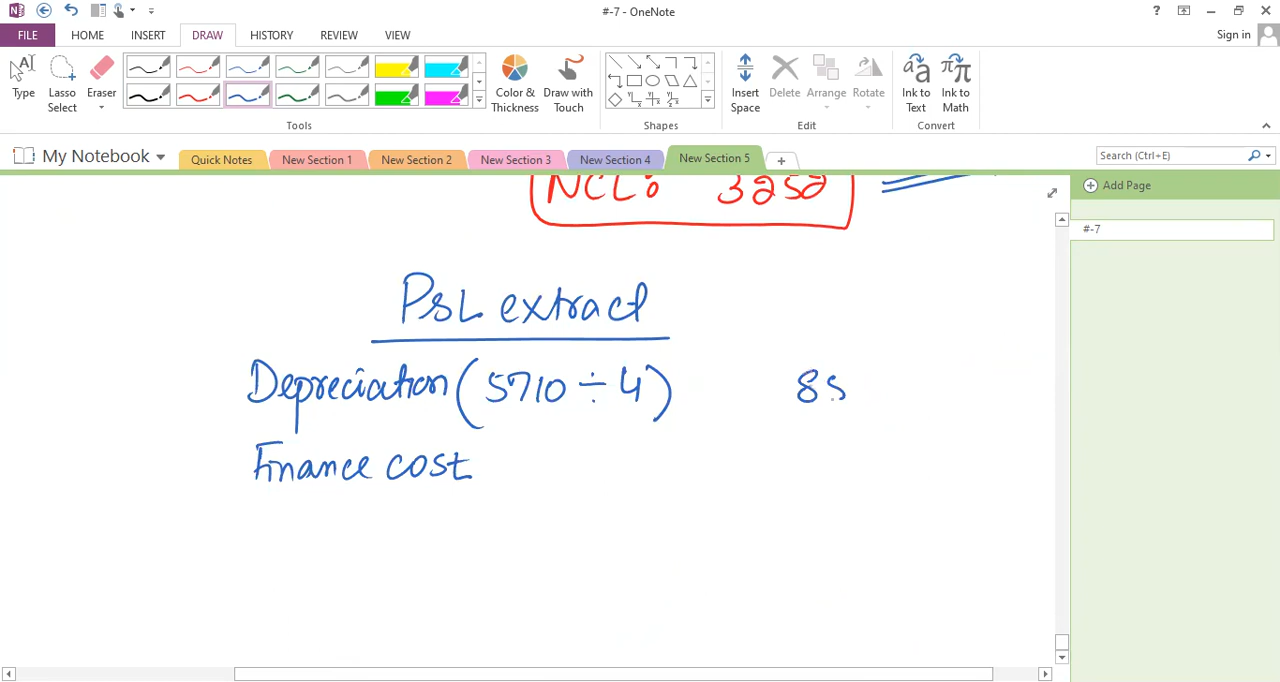 #-7 - OneNote
? 
Sign in
FILE HOME INSERT DRAW HISTORY REVIEW VIEW
Type Lasso Select Eraser Color & Thickness Draw with Touch Insert Space Delete Arrange Rotate Ink to Text Ink to Math
Tools Shapes Edit Convert
My Notebook Quick Notes New Section 1 New Section 2 New Section 3 New Section 4 New Section 5 + Search (Ctrl+E)
Add Page
#-7
NCL: 3252
PsL extract
Depreciation (5710 ÷ 4) 8s
Finance cost